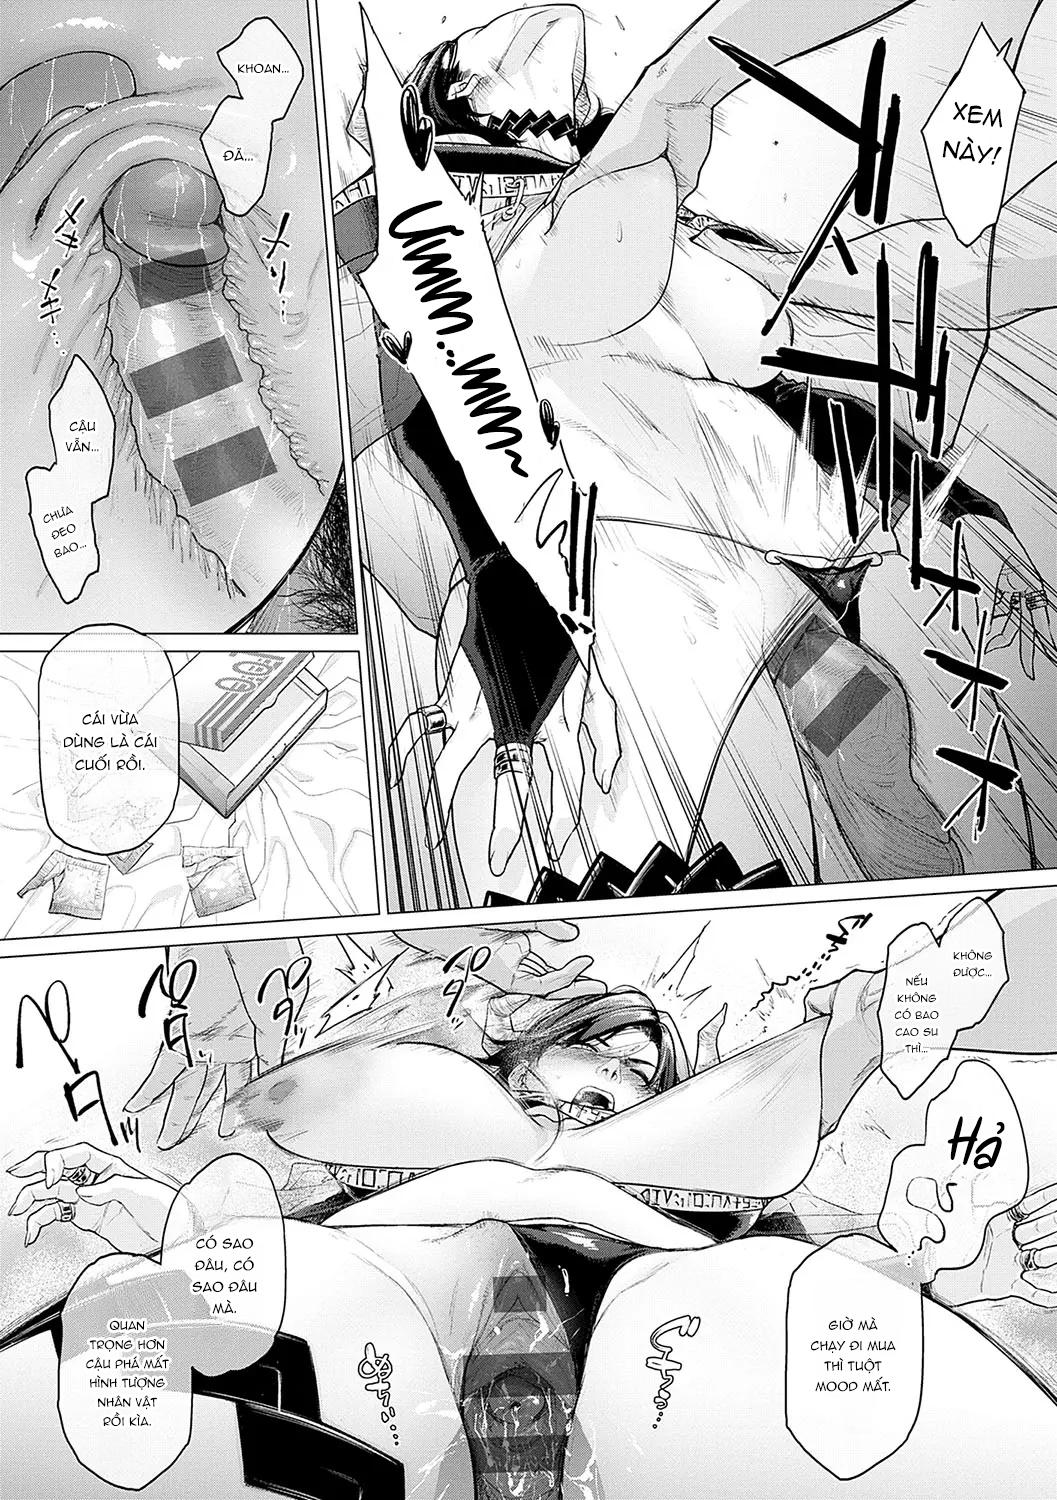 XEM
NÀY!
Umm...mm~
KHOAN...
ĐÃ...
CẬU
VẪN...
CHƯA
ĐEO
BAO...
CÁI VỪA
DÙNG LÀ CÁI
CUỐI RỒI.
KHÔNG
ĐƯỢC...
NẾU
KHÔNG
CÓ BAO
CAO SU
THÌ...
HẢ
CÓ SAO
ĐÂU, CÓ
SAO ĐÂU
MÀ.
QUAN
TRỌNG HƠN
CẬU PHÁ MẤT
HÌNH TƯỢNG
NHÂN VẬT
RỒI KÌA.
GIỜ MÀ
CHẠY ĐI MUA
THÌ TUỘT
MOOD MẤT.